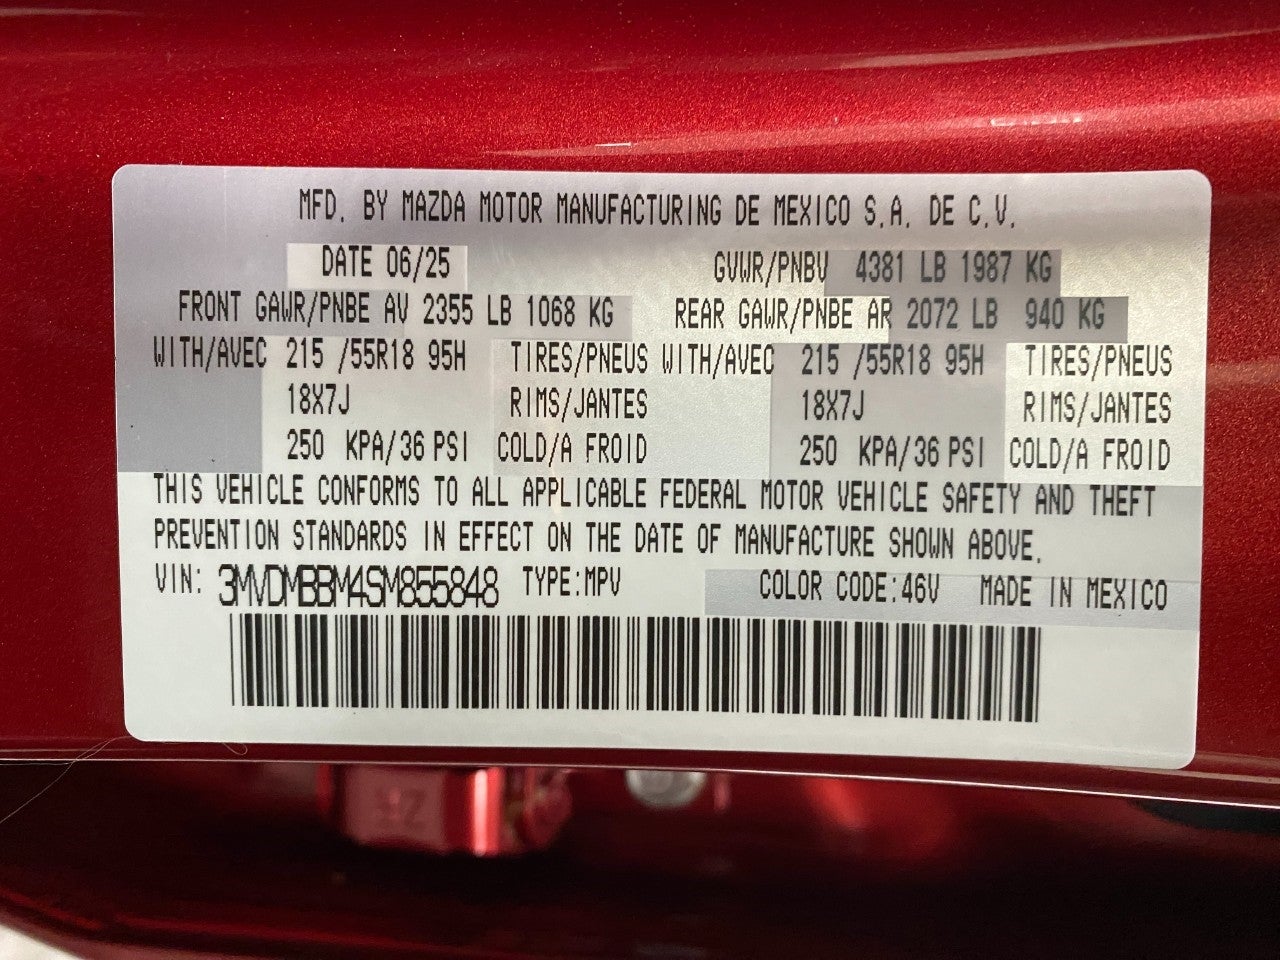 MFD. BY MAZDA MOTOR MANUFACTURING DE MEXICO S.A. DE C.V.
DATE 06/25 GVWR/PNBV 4381 LB 1987 KG
FRONT GAWR/PNBE AV 2355 LB 1068 KG REAR GAWR/PNBE AR 2072 LB 940 KG
WITH/AVEC 215 /55R18 95H TIRES/PNEUS WITH/AVEC 215 /55R18 95H TIRES/PNEUS
18X7J RIMS/JANTES 18X7J RIMS/JANTES
250 KPA/36 PSI COLD/A FROID 250 KPA/36 PSI COLD/A FROID
THIS VEHICLE CONFORMS TO ALL APPLICABLE FEDERAL MOTOR VEHICLE SAFETY AND THEFT
PREVENTION STANDARDS IN EFFECT ON THE DATE OF MANUFACTURE SHOWN ABOVE.
VIN: 3MVDMBBM4SM855848 TYPE:MPV COLOR CODE:46V MADE IN MEXICO